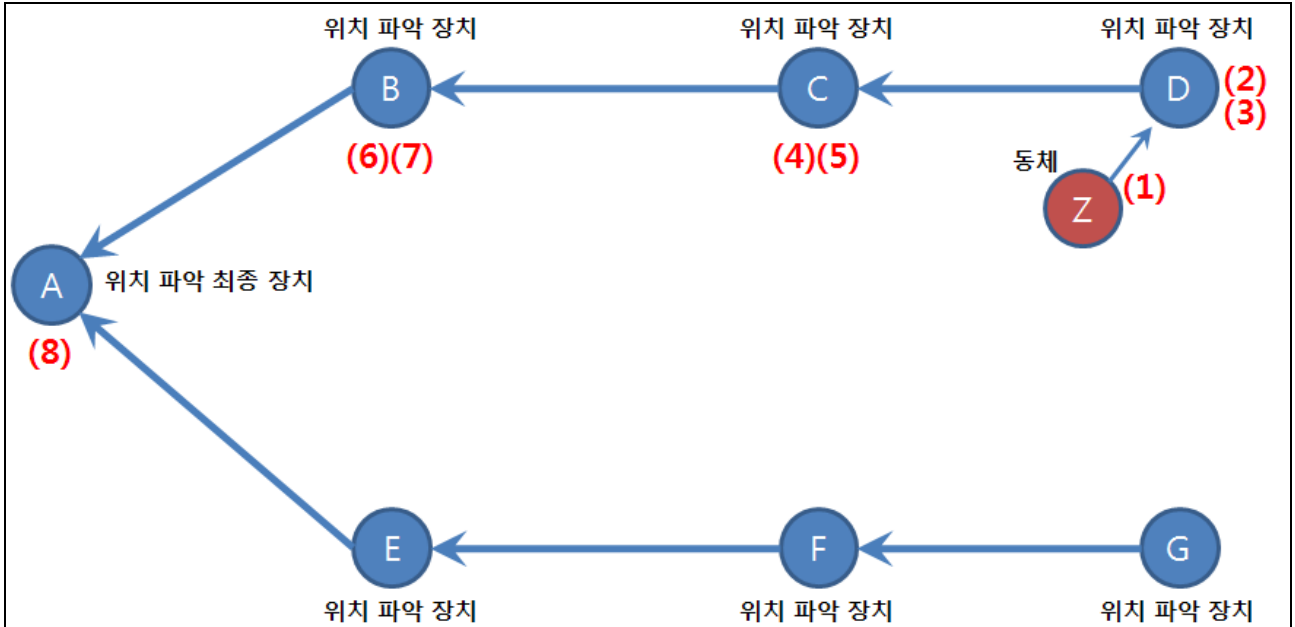 위치 파악 장치
위치 파악 장치
위치 파악 장치
B
C
D
(2)
(3)
(6)(7)
(4)(5)
동체
(1)
Z
A
위치 파악 최종 장치
(8)
E
F
G
위치 파악 장치
위치 파악 장치
위치 파악 장치